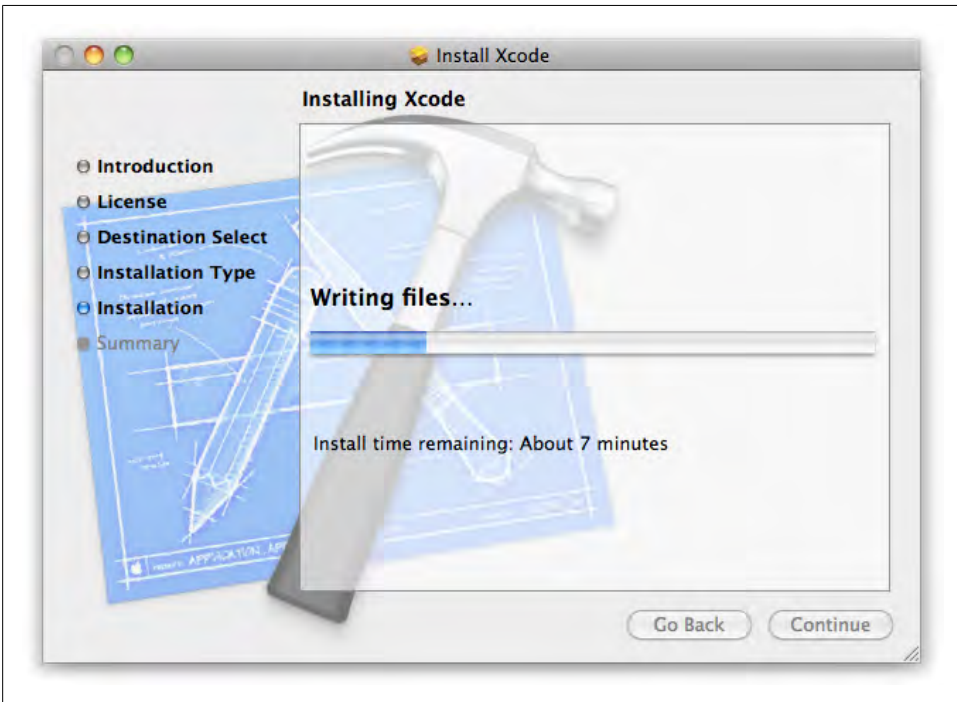 Install Xcode
Installing Xcode
Introduction
License
Destination Select
Installation Type
Installation
Summary
Writing files...
Install time remaining: About 7 minutes
APPLICATION
Go Back
Continue